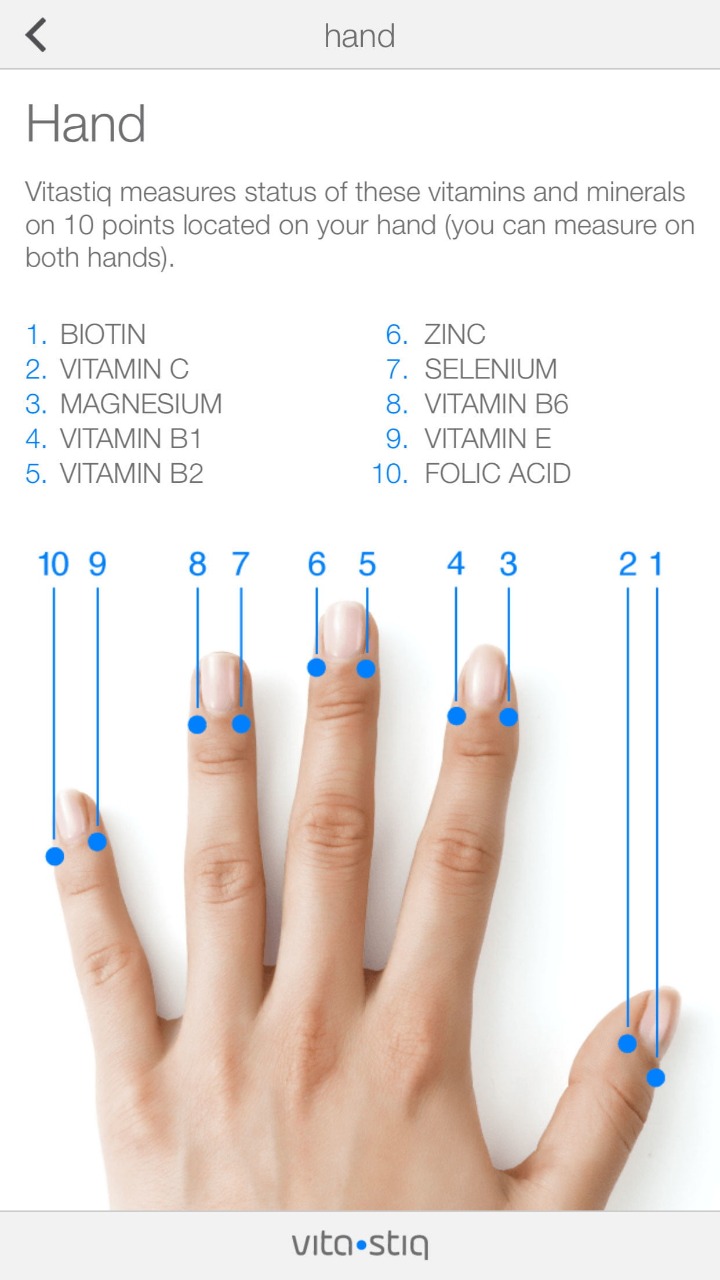 hand
Hand
Vitastiq measures status of these vitamins and minerals
on 10 points located on your hand (you can measure on
both hands).
1. BIOTIN
2. VITAMIN C
3. MAGNESIUM
4. VITAMIN B1
5. VITAMIN B2
6. ZINC
7. SELENIUM
8. VITAMIN B6
9. VITAMIN E
10. FOLIC ACID
10 9 8 7 6 5 4 3 2 1
vita•stiq